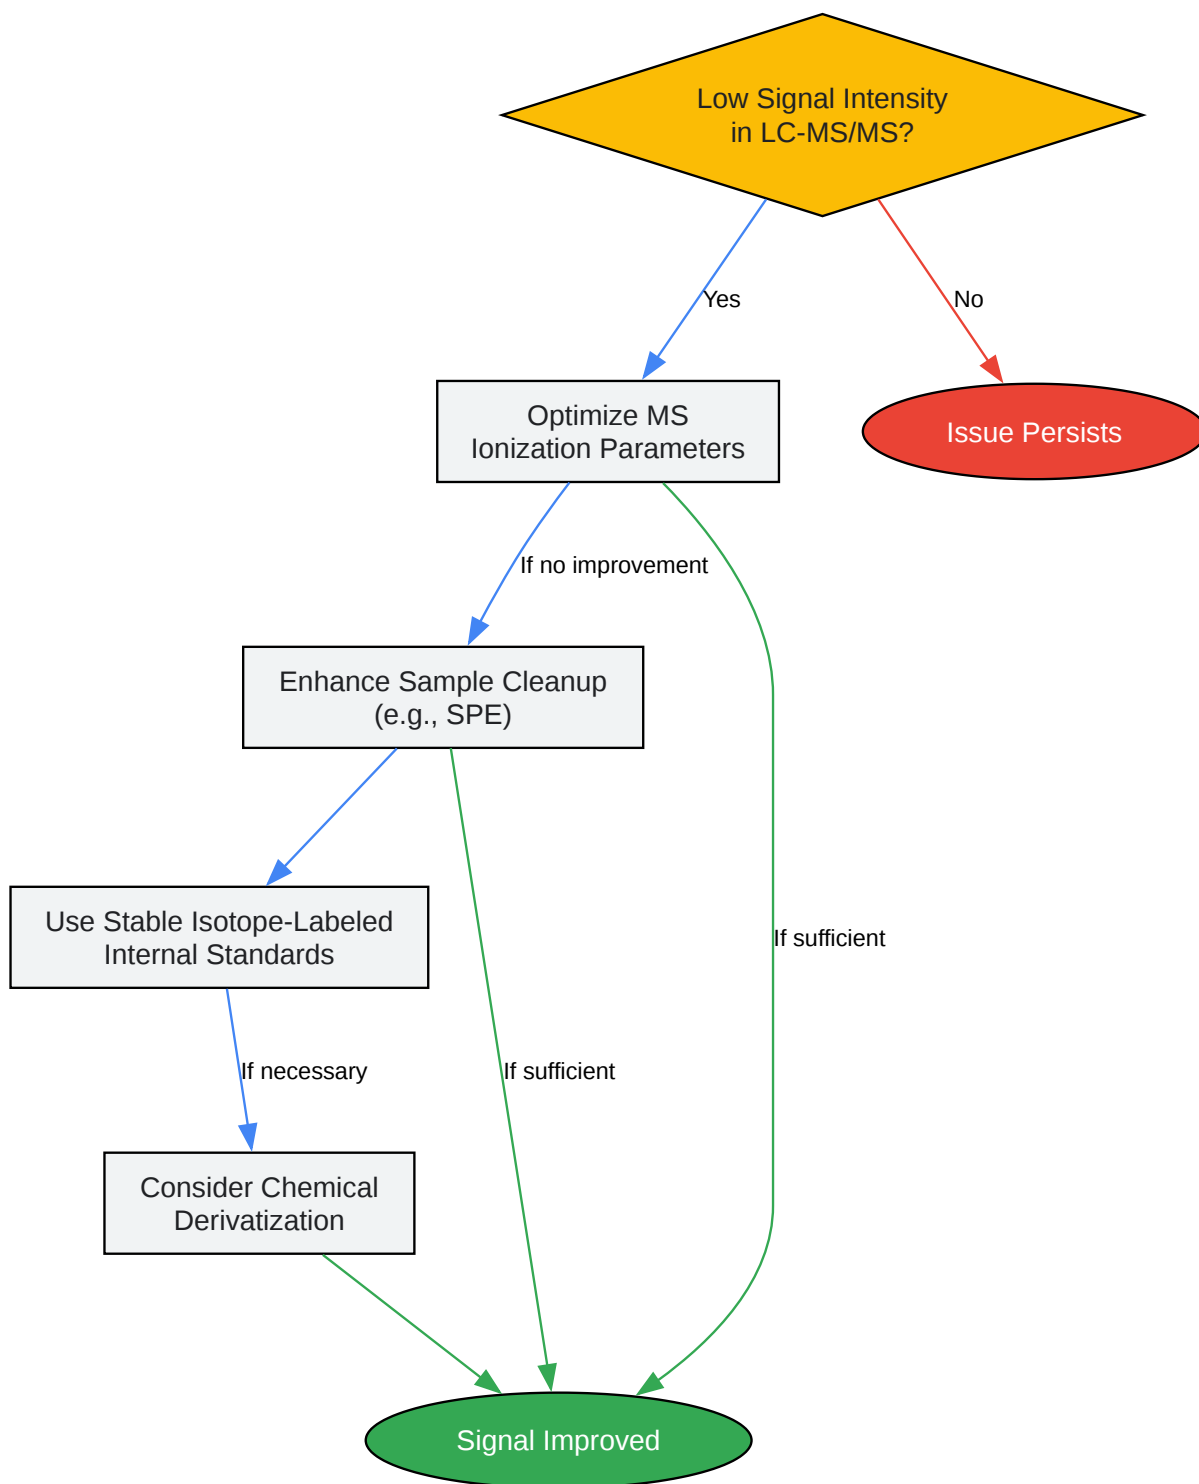 Low Signal Intensity
in LC-MS/MS?
Yes
No
Optimize MS
Ionization Parameters
Issue Persists
If no improvement
Enhance Sample Cleanup
(e.g., SPE)
Use Stable Isotope-Labeled
Internal Standards
If sufficient
If necessary
If sufficient
Consider Chemical
Derivatization
Signal Improved